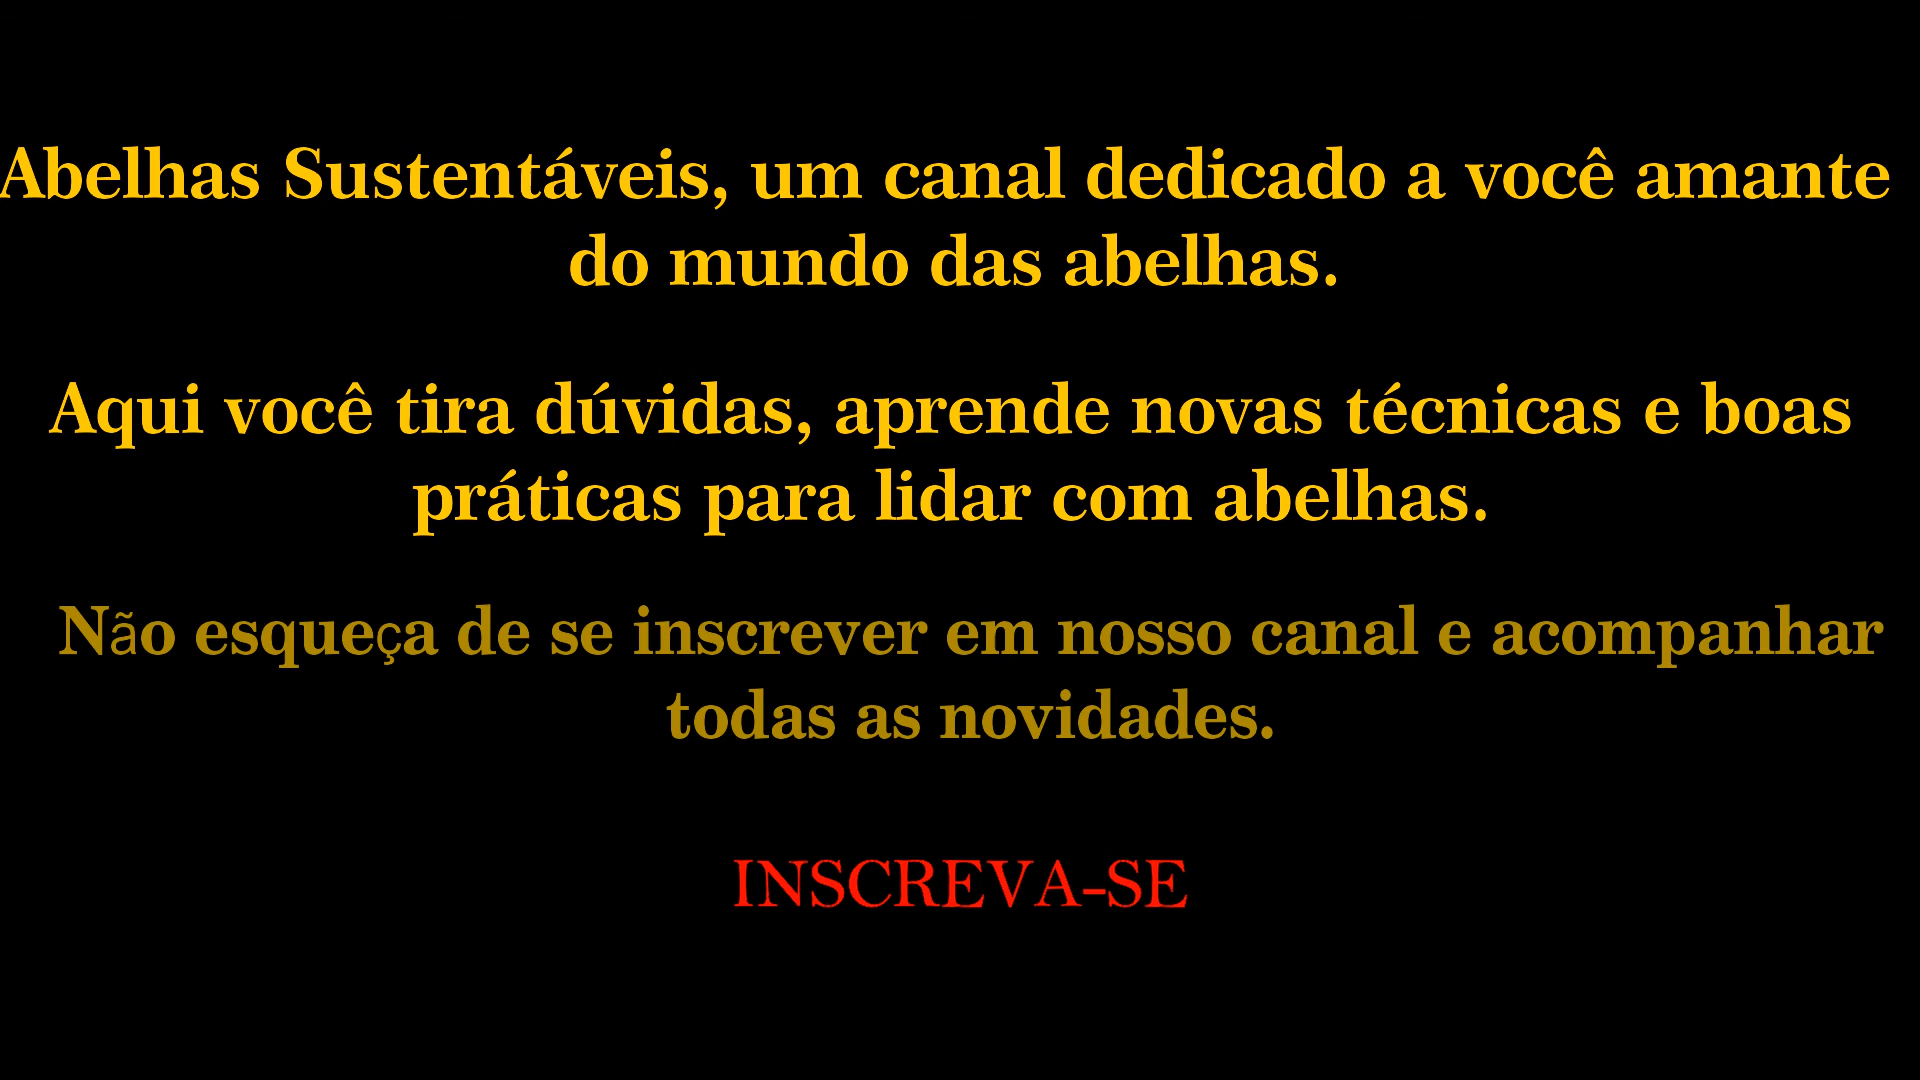 Abelhas Sustentáveis, um canal dedicado a você amante
do mundo das abelhas.
Aqui você tira dúvidas, aprende novas técnicas e boas
práticas para lidar com abelhas.
Não esqueça de se inscrever em nosso canal e acompanhar
todas as novidades.
INSCREVA-SE